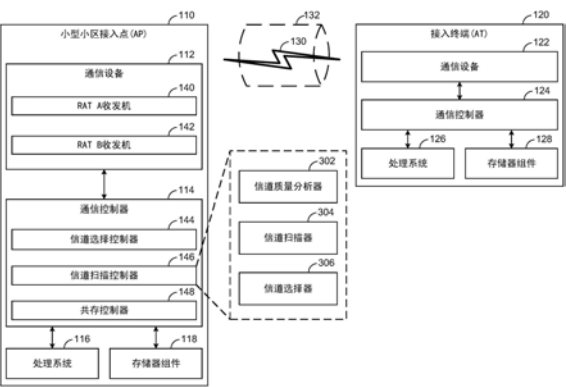 110
小型小区接入点(AP)
112
通信设备
140
RAT A收发机
142
RAT B收发机
114
通信控制器
144
信道选择控制器
146
信道扫描控制器
148
共存控制器
116
处理系统
118
存储器组件
132
130
302
信道质量分析器
304
信道扫描器
306
信道选择器
120
接入终端(AT)
122
通信设备
124
通信控制器
126
处理系统
128
存储器组件